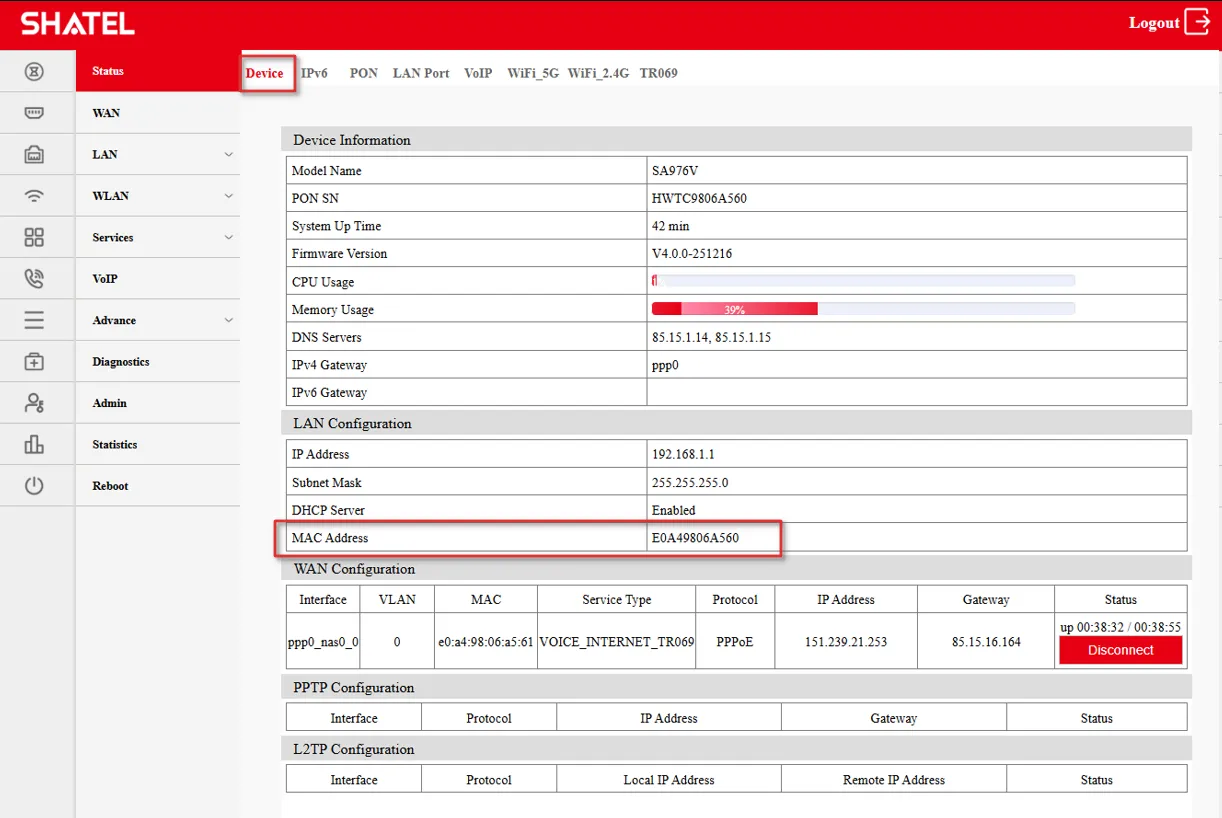 SHATEL
Logout
Status
Device IPv6 PON LAN Port VoIP WiFi_5G WiFi_2.4G TR069
WAN
LAN
WLAN
Services
VoIP
Advance
Diagnostics
Admin
Statistics
Reboot
Device Information
Model Name SA976V
PON SN HWTC9806A560
System Up Time 42 min
Firmware Version V4.0.0-251216
CPU Usage
Memory Usage 39%
DNS Servers 85.15.1.14, 85.15.1.15
IPv4 Gateway ppp0
IPv6 Gateway
LAN Configuration
IP Address 192.168.1.1
Subnet Mask 255.255.255.0
DHCP Server Enabled
MAC Address E0A49806A560
WAN Configuration
Interface VLAN MAC Service Type Protocol IP Address Gateway Status
ppp0_nas0_0 0 e0:a4:98:06:a5:61 VOICE_INTERNET_TR069 PPPoE 151.239.21.253 85.15.16.164 up 00:38:32 / 00:38:55
Disconnect
PPTP Configuration
Interface Protocol IP Address Gateway Status
L2TP Configuration
Interface Protocol Local IP Address Remote IP Address Status